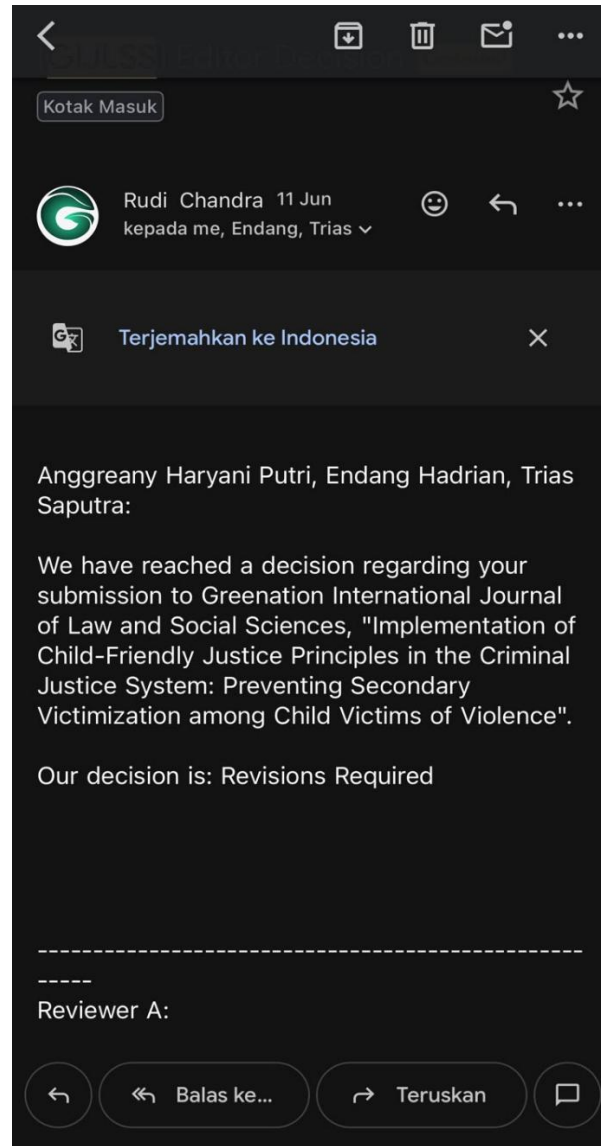 [GIJLSS] Editor Decision
Kotak Masuk
Rudi Chandra 11 Jun
kepada me, Endang, Trias
Terjemahkan ke Indonesia
Anggreany Haryani Putri, Endang Hadrian, Trias
Saputra:
We have reached a decision regarding your
submission to Greenation International Journal
of Law and Social Sciences, "Implementation of
Child-Friendly Justice Principles in the Criminal
Justice System: Preventing Secondary
Victimization among Child Victims of Violence".
Our decision is: Revisions Required
------------------------------------------------------
-----
Reviewer A:
Balas ke...
Teruskan